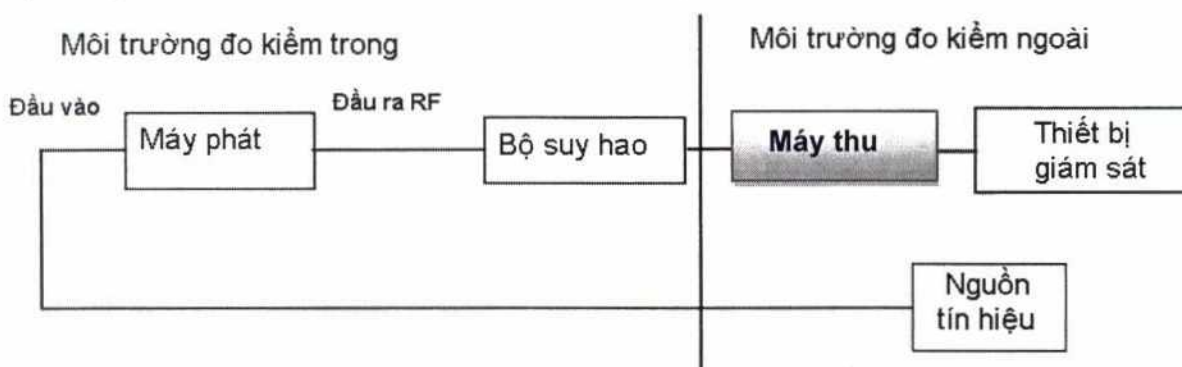 Môi trường đo kiểm trong
Môi trường đo kiểm ngoài
Đầu vào
Đầu ra RF
Máy phát
Bộ suy hao
Máy thu
Thiết bị
giám sát
Nguồn
tín hiệu